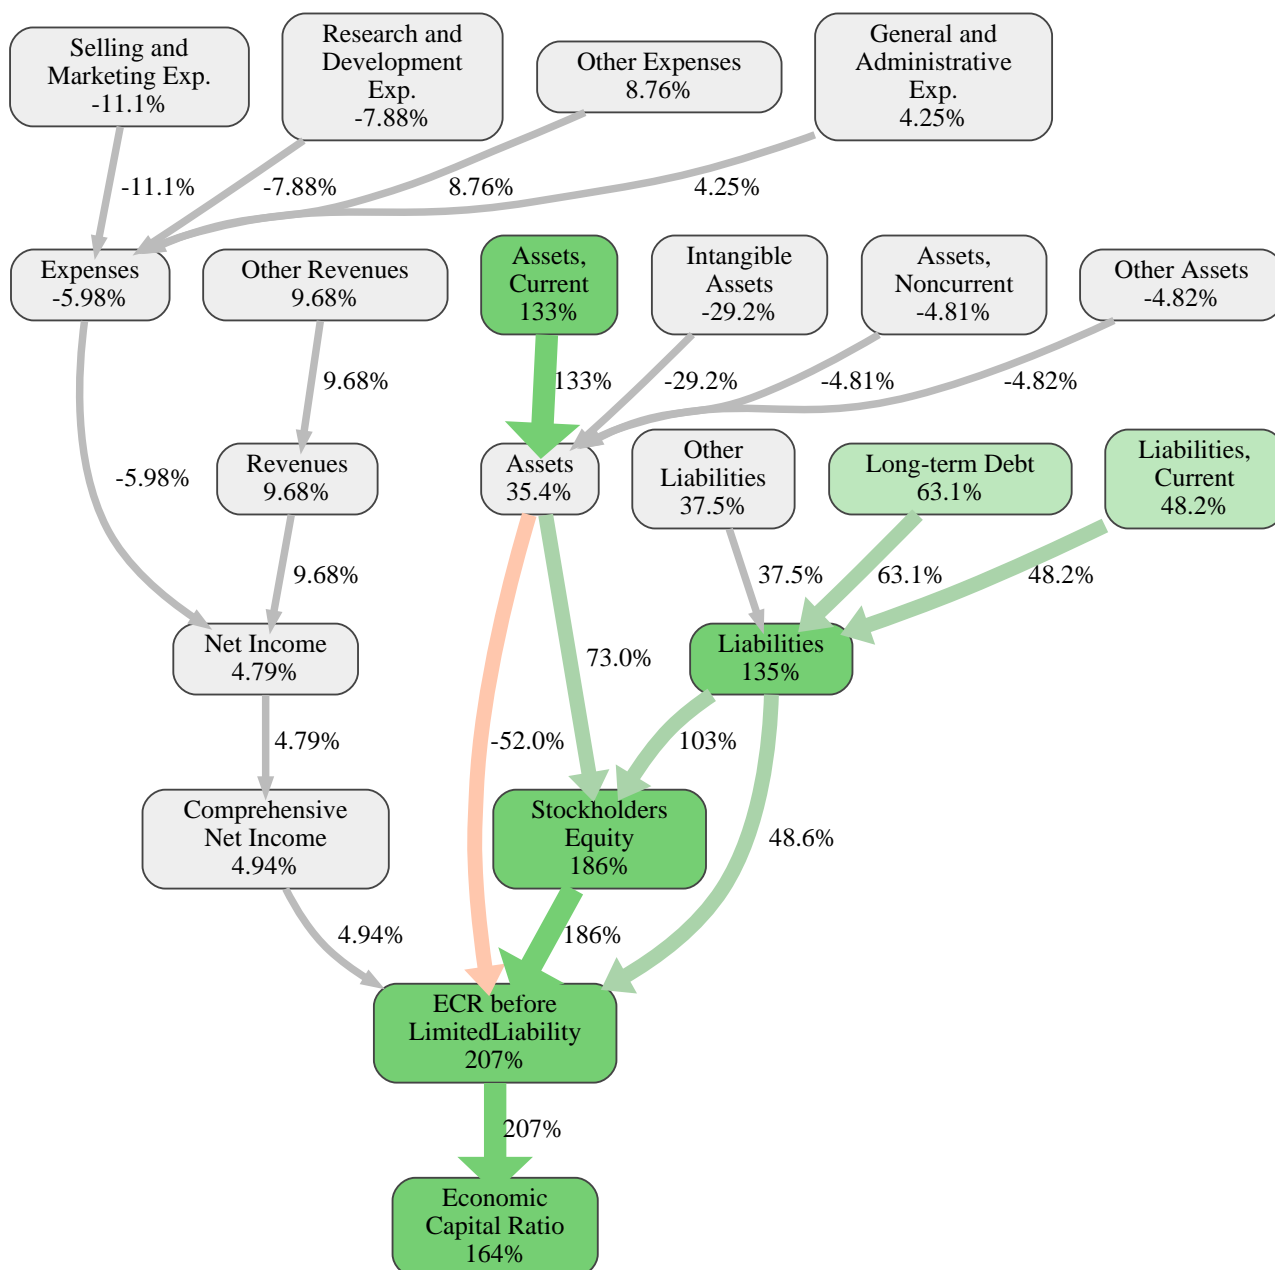 Selling and
Marketing Exp.
-11.1%
Research and
Development
Exp.
-7.88%
Other Expenses
8.76%
General and
Administrative
Exp.
4.25%
-11.1%
-7.88%
8.76%
4.25%
Expenses
-5.98%
Other Revenues
9.68%
Assets,
Current
133%
Intangible
Assets
-29.2%
Assets,
Noncurrent
-4.81%
Other Assets
-4.82%
9.68%
133%
-29.2%
-4.81%
-4.82%
-5.98%
Revenues
9.68%
Assets
35.4%
Other
Liabilities
37.5%
Long-term Debt
63.1%
Liabilities,
Current
48.2%
9.68%
37.5%
63.1%
48.2%
Net Income
4.79%
73.0%
Liabilities
135%
4.79%
-52.0%
103%
Comprehensive
Net Income
4.94%
Stockholders
Equity
186%
48.6%
4.94%
186%
ECR before
LimitedLiability
207%
207%
Economic
Capital Ratio
164%